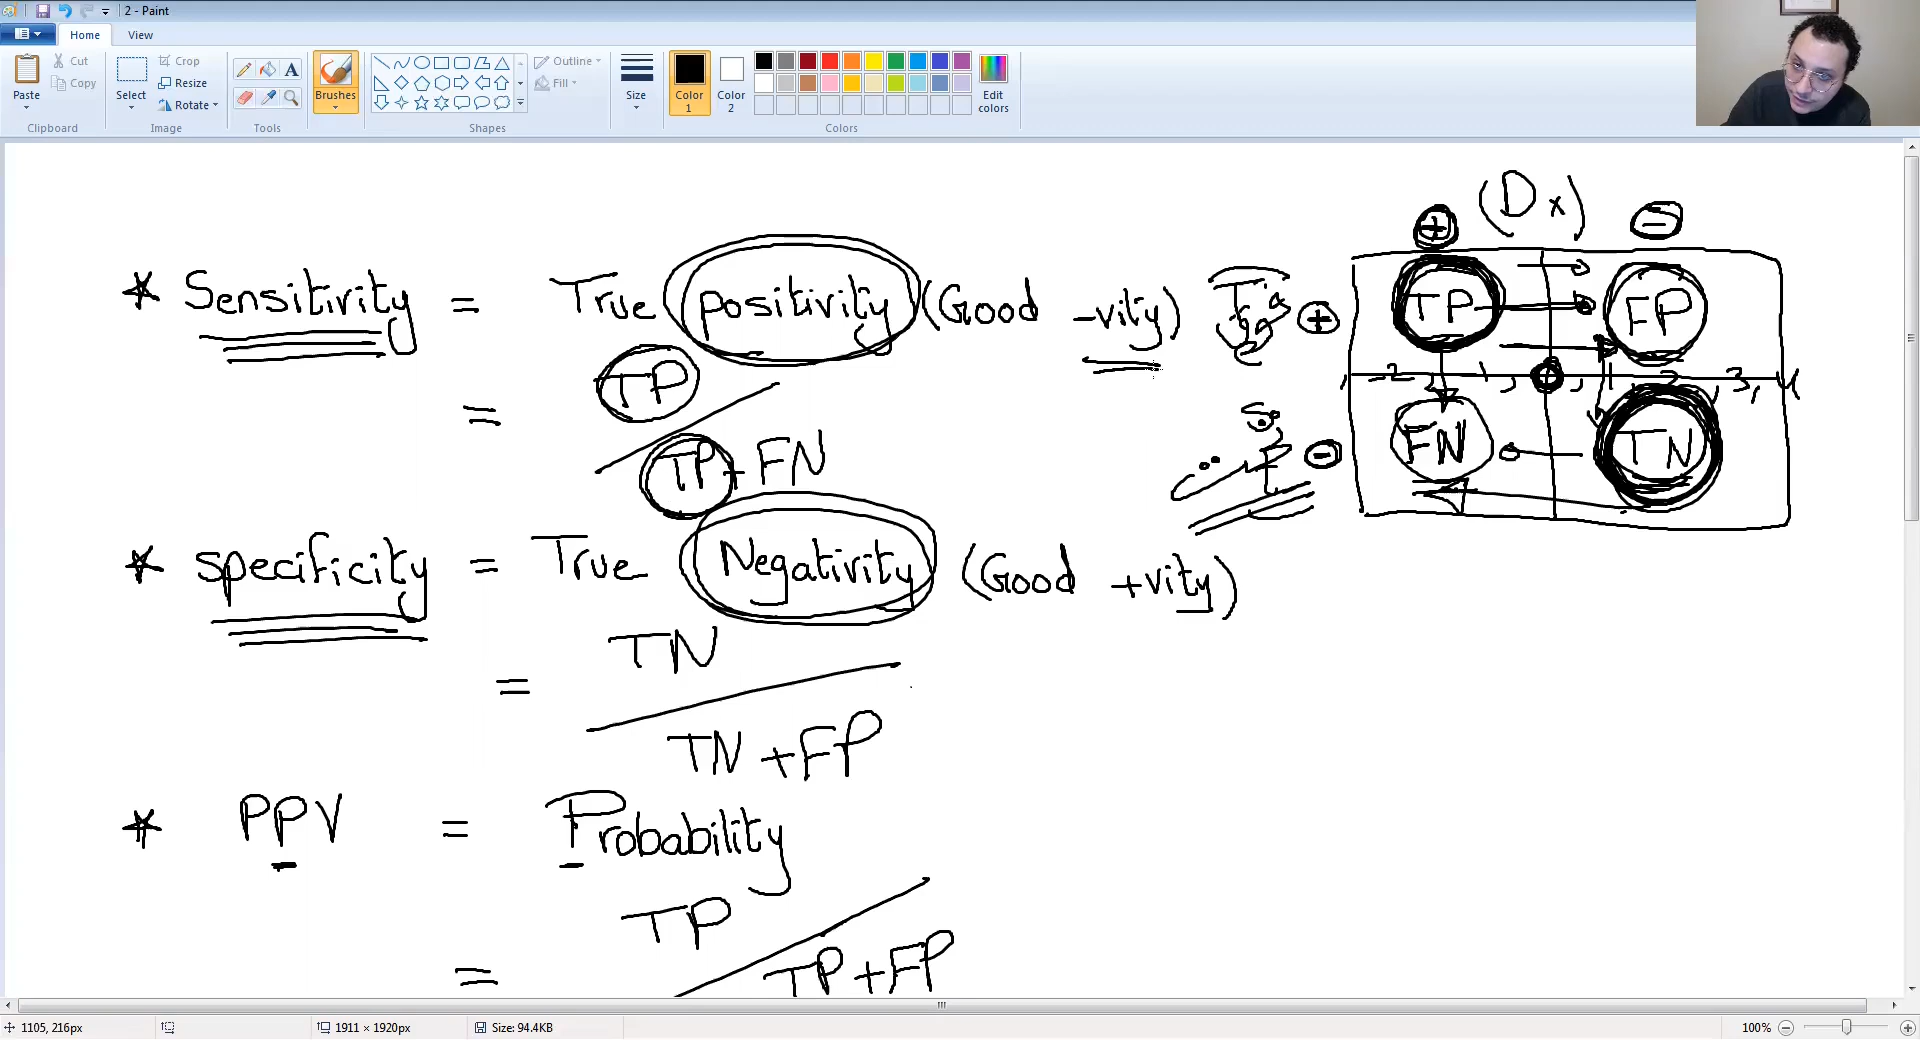 2 - Paint
Home View
Paste Cut Copy Clipboard
Select Crop Resize Rotate Image
A Tools
Brushes
Outline Fill Shapes
Size
Color 1 Color 2 Edit colors Colors
(Dx)
+ -
* Sensitivity = True positivity (Good -vity)
+ TP FP
= TP
TP + FN
- FN TN
* specificity = True Negativity (Good +vity)
= TN
TN + FP
* PPV = Probability
= TP
TP + FP
1105, 216px 1911 × 1920px Size: 94.4KB 100%